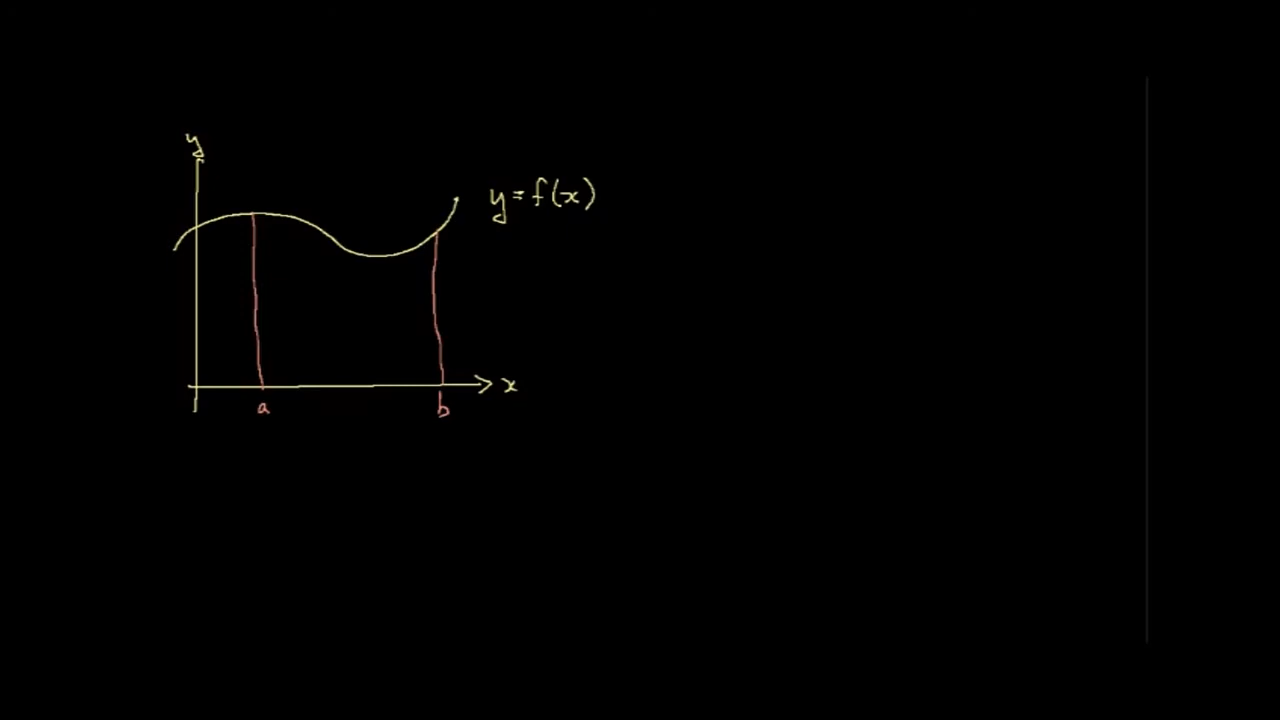 y
y = f(x)
x
a
b